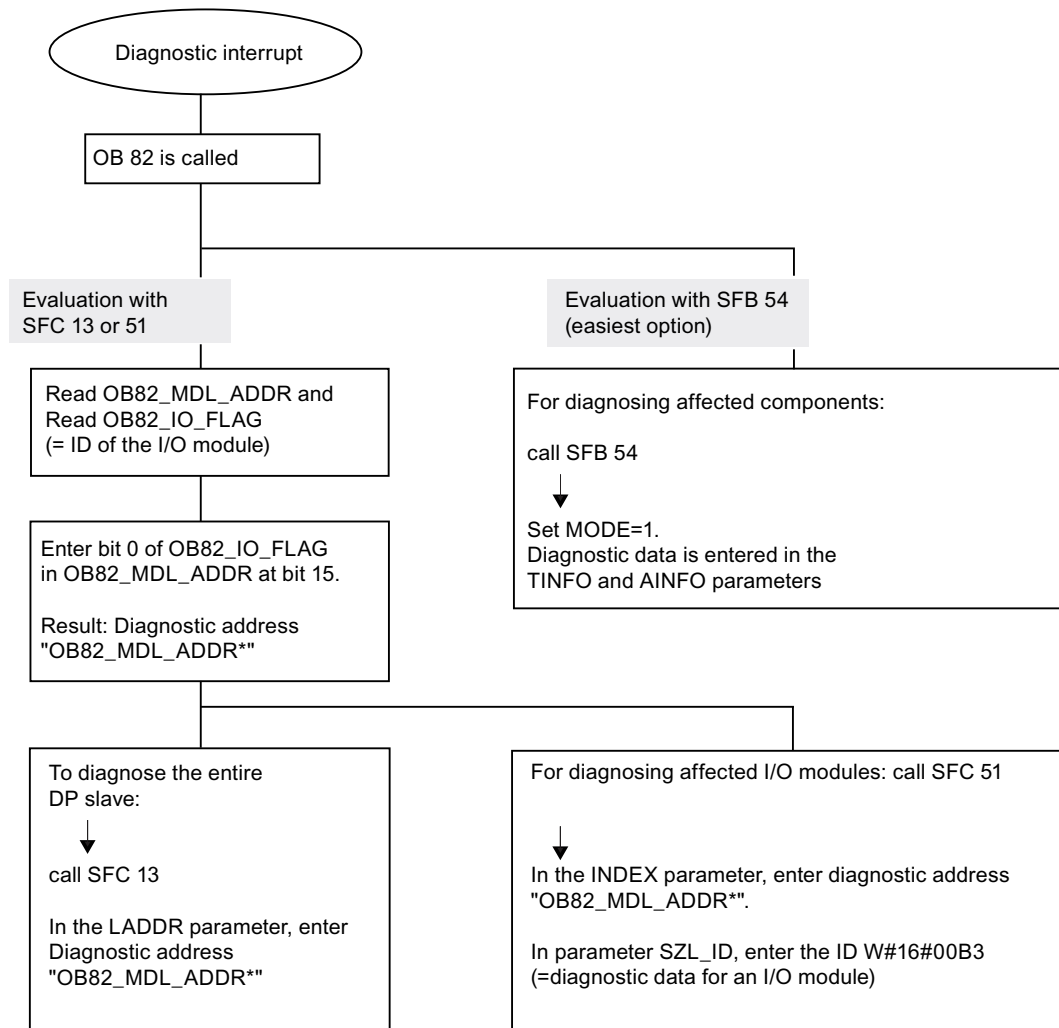 Diagnostic interrupt
OB 82 is called
Evaluation with
SFC 13 or 51
Evaluation with SFB 54
(easiest option)
Read OB82_MDL_ADDR and
Read OB82_IO_FLAG
(= ID of the I/O module)
For diagnosing affected components:
call SFB 54
Set MODE=1.
Diagnostic data is entered in the
TINFO and AINFO parameters
Enter bit 0 of OB82_IO_FLAG
in OB82_MDL_ADDR at bit 15.
Result: Diagnostic address
"OB82_MDL_ADDR*"
To diagnose the entire
DP slave:
call SFC 13
In the LADDR parameter, enter
Diagnostic address
"OB82_MDL_ADDR*"
For diagnosing affected I/O modules: call SFC 51
In the INDEX parameter, enter diagnostic address
"OB82_MDL_ADDR*".
In parameter SZL_ID, enter the ID W#16#00B3
(=diagnostic data for an I/O module)